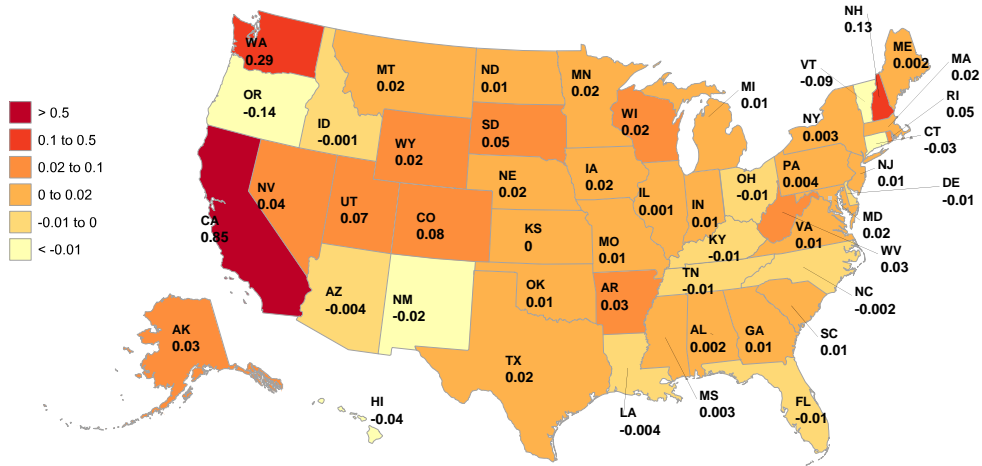 > 0.5
0.1 to 0.5
0.02 to 0.1
0 to 0.02
-0.01 to 0
< -0.01
WA
0.29
OR
-0.14
CA
0.85
ID
-0.001
NV
0.04
MT
0.02
WY
0.02
UT
0.07
CO
0.08
AZ
-0.004
NM
-0.02
ND
0.01
SD
0.05
NE
0.02
KS
0
OK
0.01
TX
0.02
MN
0.02
IA
0.02
MO
0.01
AR
0.03
LA
-0.004
WI
0.02
IL
0.001
MI
0.01
IN
0.01
OH
-0.01
KY
-0.01
TN
-0.01
MS
0.003
AL
0.002
GA
0.01
FL
-0.01
SC
0.01
NC
-0.002
VA
0.01
WV
0.03
MD
0.02
DE
-0.01
NJ
0.01
PA
0.004
NY
0.003
CT
-0.03
RI
0.05
MA
0.02
VT
-0.09
NH
0.13
ME
0.002
AK
0.03
HI
-0.04